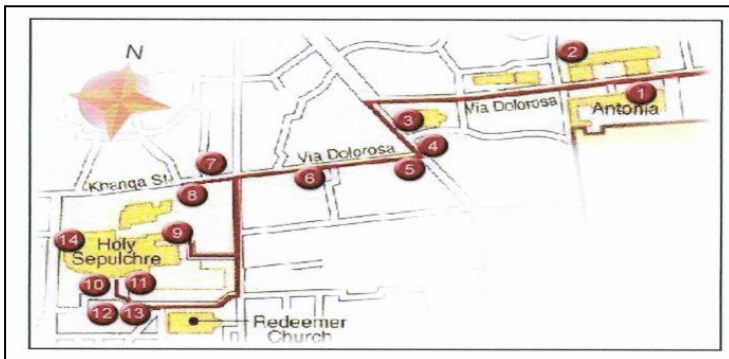 N
2
1
Via Dolorosa
Antonia
3
4
Via Dolorosa
5
7
6
Khanqa St.
8
9
14
Holy
Sepulchre
10
11
12
13
Redeemer
Church